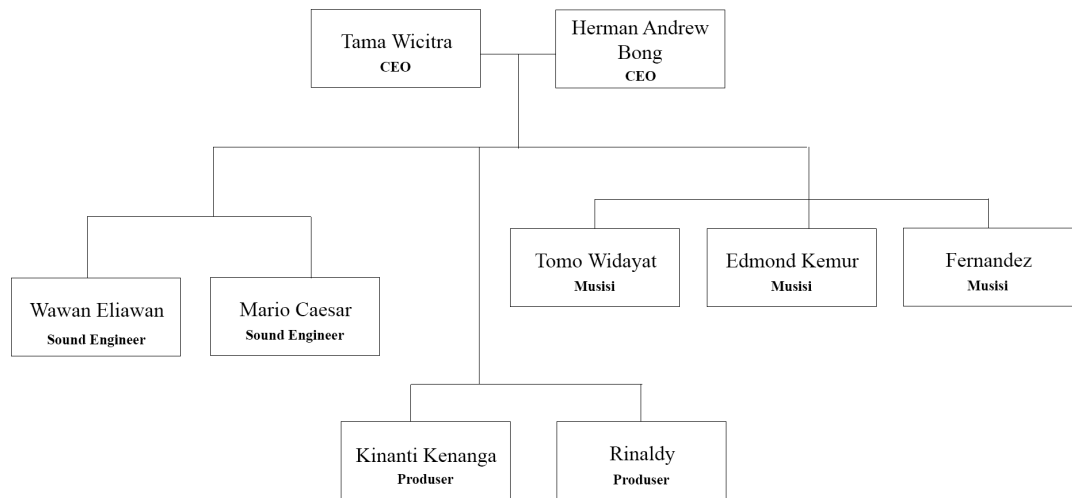 Tama Wicitra
CEO
Herman Andrew
Bong
CEO
Wawan Eliawan
Sound Engineer
Mario Caesar
Sound Engineer
Tomo Widayat
Musisi
Edmond Kemur
Musisi
Fernandez
Musisi
Kinanti Kenanga
Produser
Rinaldy
Produser